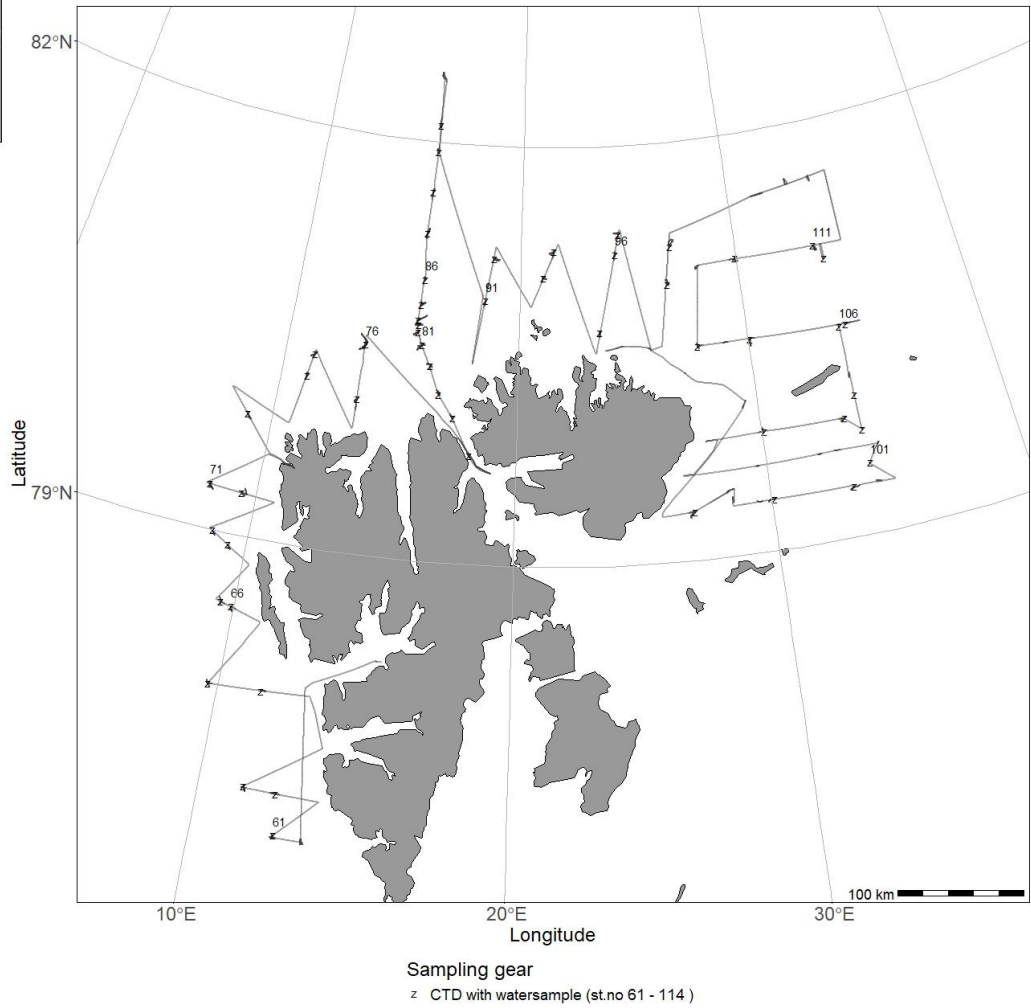 82°N
111
96
86
91
106
76
81
101
71
79°N
66
61
100 km
10°E
20°E
30°E
Longitude
Latitude
Sampling gear
z CTD with watersample (st.no 61 - 114 )